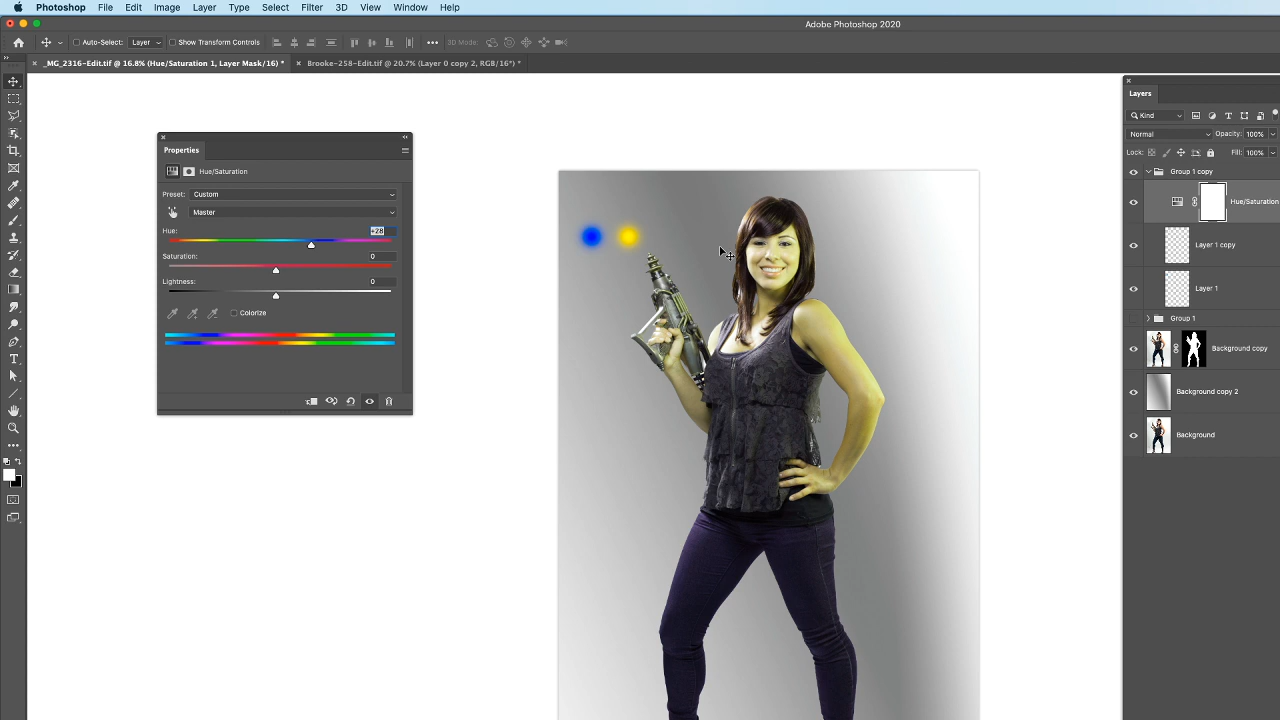 Photoshop File Edit Image Layer Type Select Filter 3D View Window Help
Adobe Photoshop 2020
Auto-Select: Layer Show Transform Controls 3D Mode:
_MG_2316-Edit.tif @ 16.8% (Hue/Saturation 1, Layer Mask/16) * Brooke-258-Edit.tif @ 20.7% (Layer 0 copy 2, RGB/16*) *
Layers
Kind
Normal Opacity: 100%
Lock: Fill: 100%
Group 1 copy
Hue/Saturation
Layer 1 copy
Layer 1
Group 1
Background copy
Background copy 2
Background
Properties
Hue/Saturation
Preset: Custom
Master
Hue: +28
Saturation: 0
Lightness: 0
Colorize